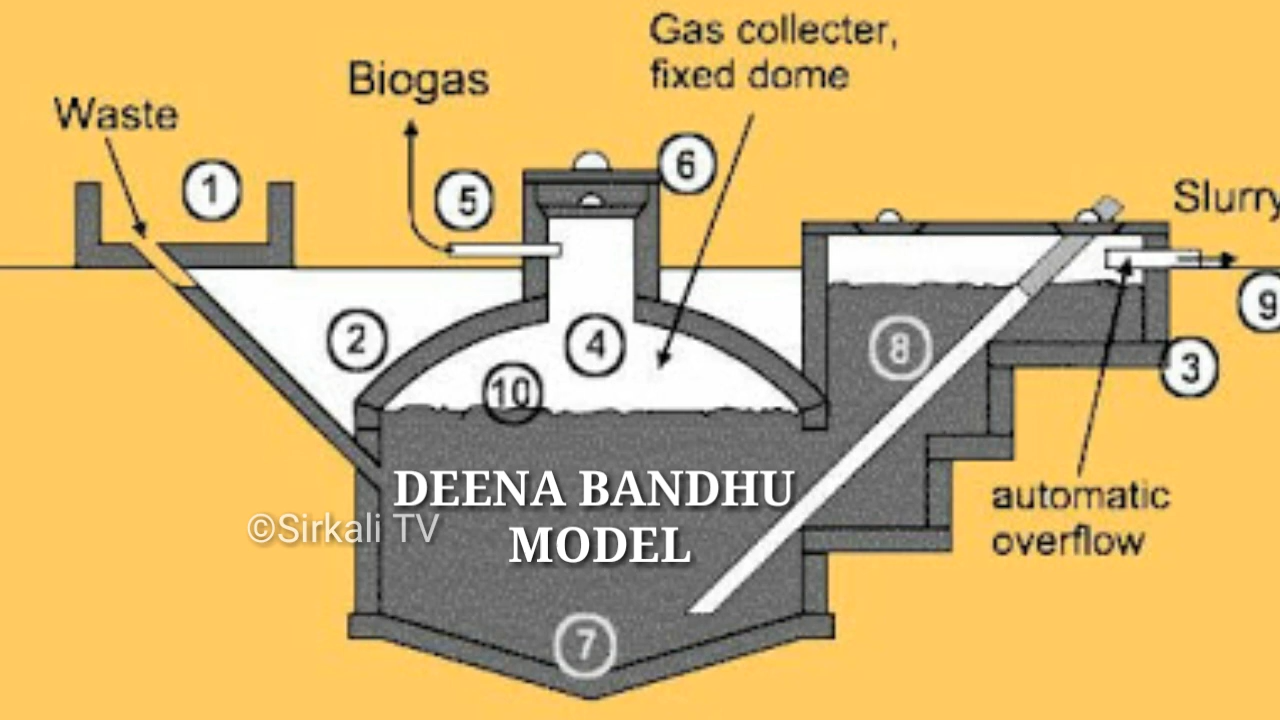 Gas collecter,
fixed dome
Biogas
Waste
1
5
6
Slurry
2
4
10
8
9
3
DEENA BANDHU
MODEL
©Sirkali TV
automatic
overflow
7